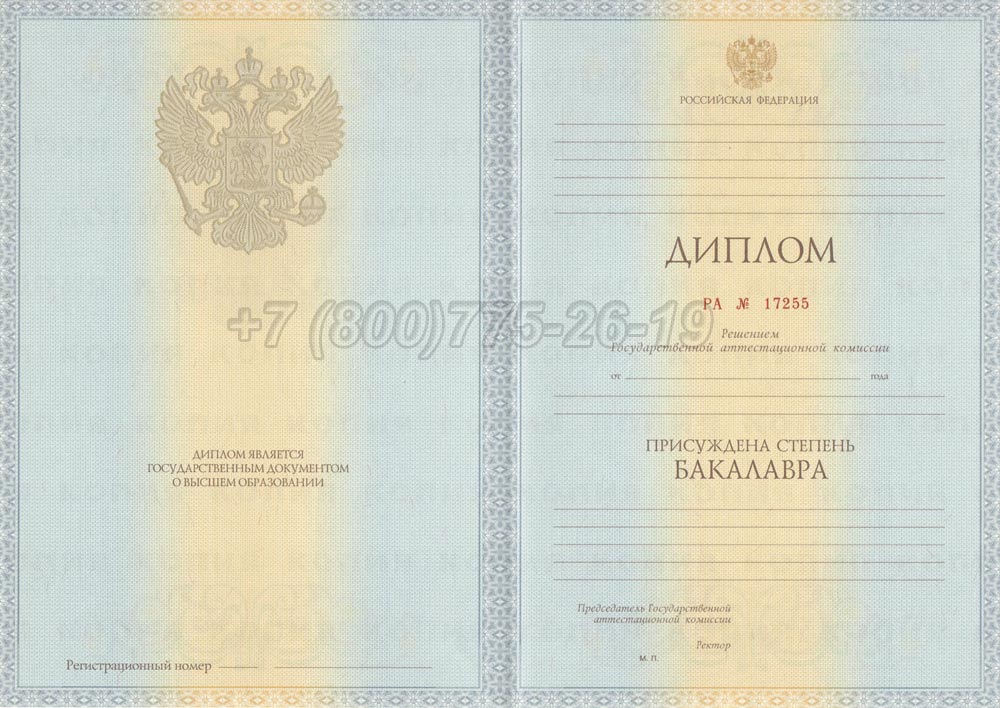 ДИПЛОМ ЯВЛЯЕТСЯ
ГОСУДАРСТВЕННЫМ ДОКУМЕНТОМ
О ВЫСШЕМ ОБРАЗОВАНИИ
Регистрационный номер
РОССИЙСКАЯ ФЕДЕРАЦИЯ
ДИПЛОМ
РА № 17255
+7 (800)775-26-19
Решением
Государственной аттестационной комиссии
от года
ПРИСУЖДЕНА СТЕПЕНЬ
БАКАЛАВРА
Председатель Государственной
аттестационной комиссии
Ректор
М. П.